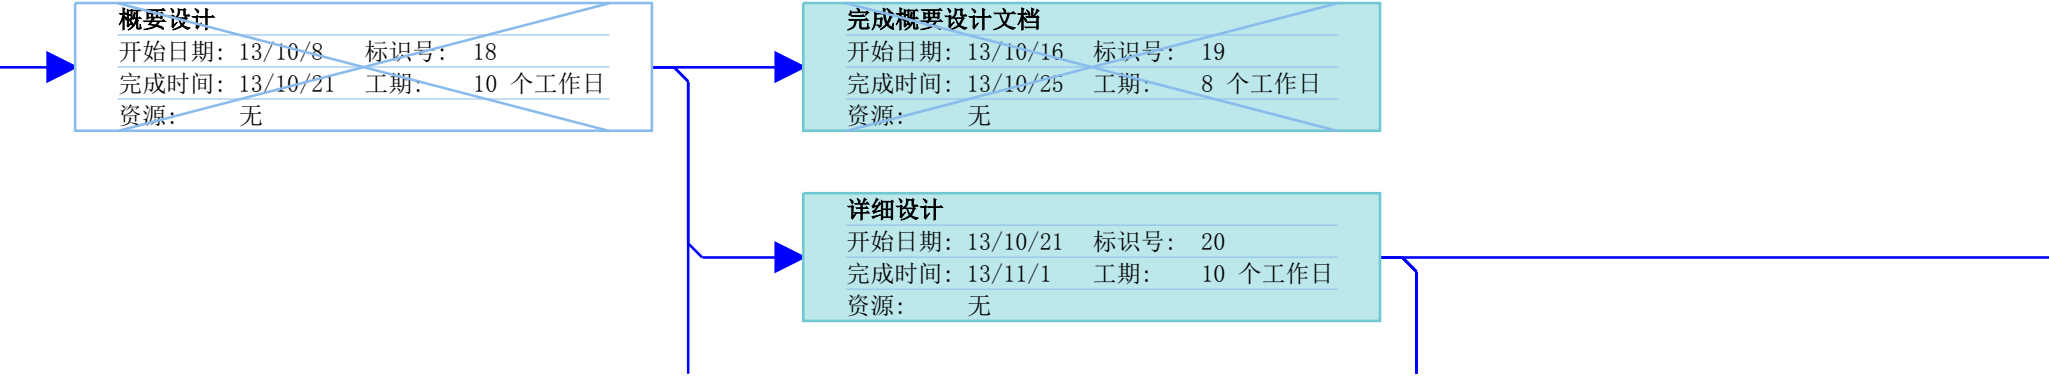 概要设计
开始日期: 13/10/8 标识号: 18
完成时间: 13/10/21 工期: 10 个工作日
资源: 无
完成概要设计文档
开始日期: 13/10/16 标识号: 19
完成时间: 13/10/25 工期: 8 个工作日
资源: 无
详细设计
开始日期: 13/10/21 标识号: 20
完成时间: 13/11/1 工期: 10 个工作日
资源: 无